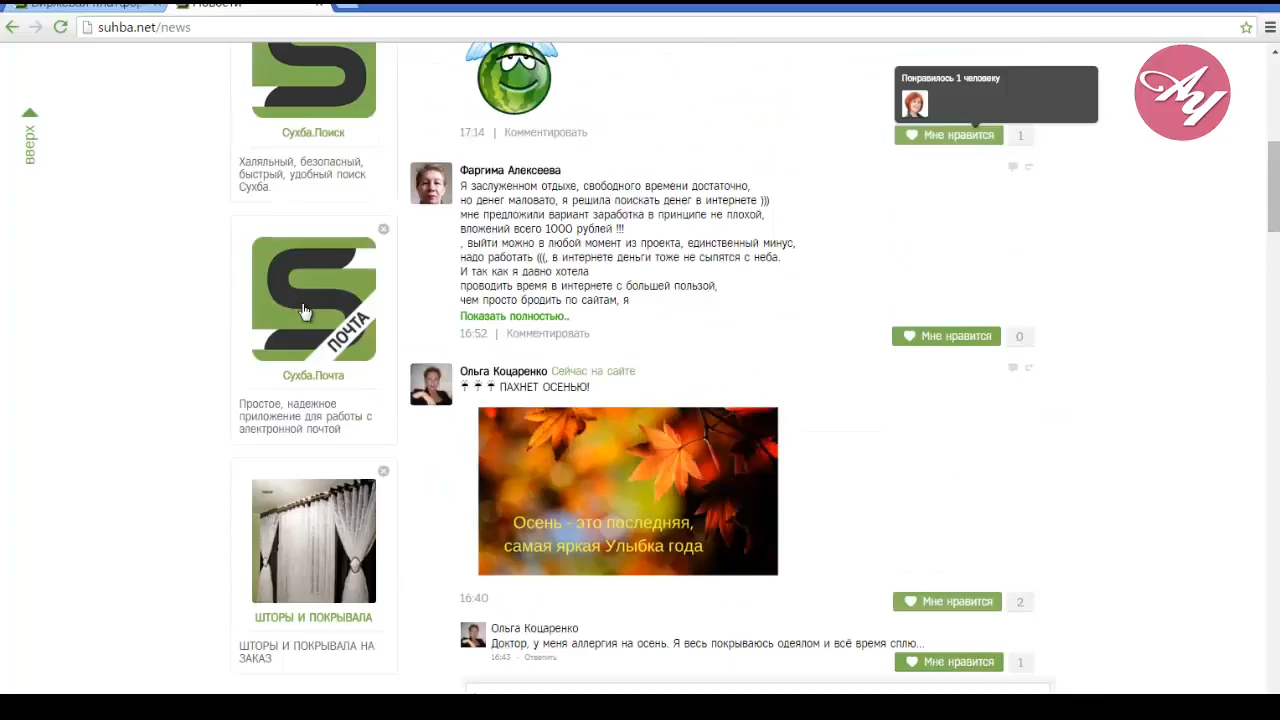 suhba.net/news
вверх
Сухба.Поиск
Халяльный, безопасный,
быстрый, удобный поиск
Сухба.
ПОЧТА
Сухба.Почта
Простое, надежное
приложение для работы с
электронной почтой
ШТОРЫ И ПОКРЫВАЛА
ШТОРЫ И ПОКРЫВАЛА НА
ЗАКАЗ
17:14 | Комментировать
Понравилось 1 человеку
Мне нравится 1
АУ
Фаргима Алексеева
Я заслуженном отдыхе, свободного времени достаточно,
но денег маловато, я решила поискать денег в интернете )))
мне предложили вариант заработка в принципе не плохой,
вложений всего 1000 рублей !!!
, выйти можно в любой момент из проекта, единственный минус,
надо работать (((, в интернете деньги тоже не сыпятся с неба.
И так как я давно хотела
проводить время в интернете с большей пользой,
чем просто бродить по сайтам, я
Показать полностью..
16:52 | Комментировать
Мне нравится 0
Ольга Коцаренко Сейчас на сайте
☂ ☂ ☂ ПАХНЕТ ОСЕНЬЮ!
Осень - это последняя,
самая яркая Улыбка года
16:40
Мне нравится 2
Ольга Коцаренко
Доктор, у меня аллергия на осень. Я весь покрываюсь одеялом и всё время сплю...
16:43 · Ответить
Мне нравится 1